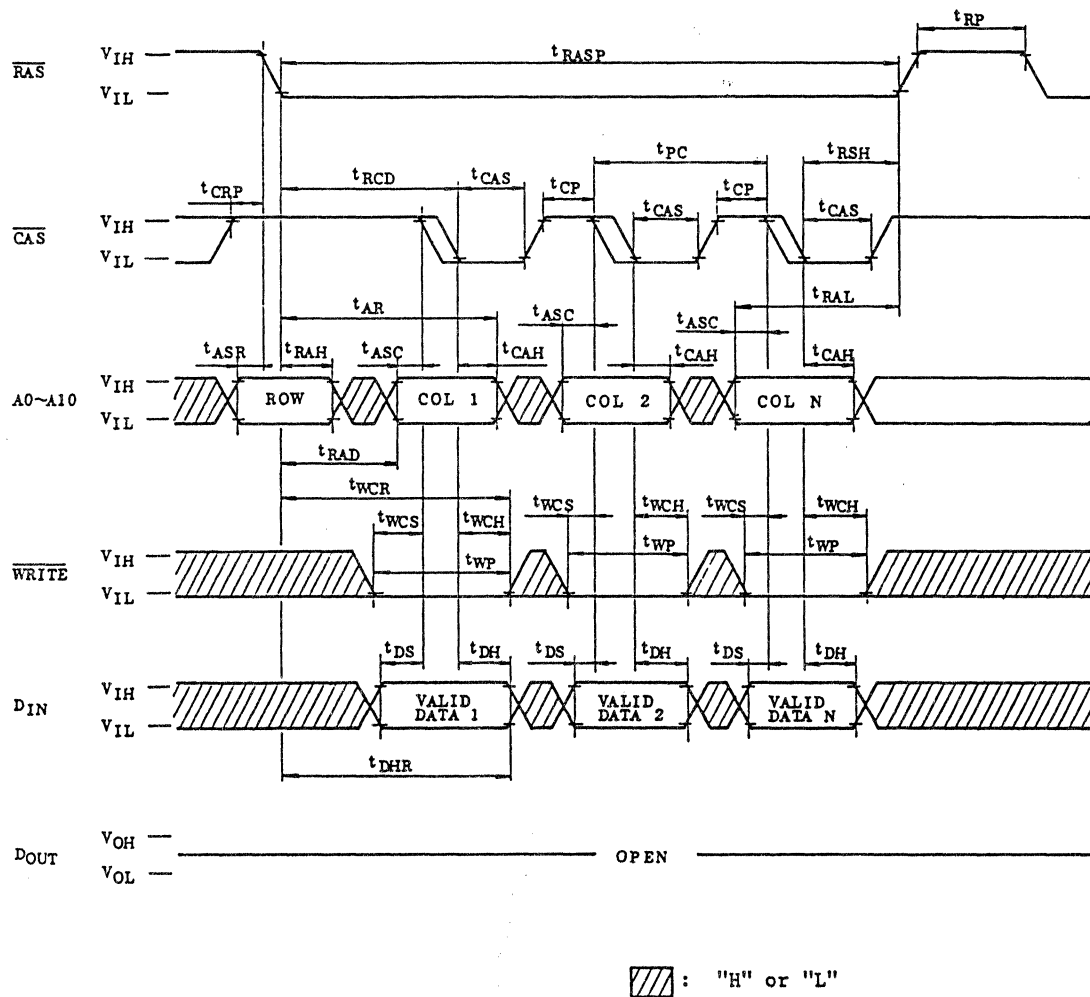 tRP
RAS VIH tRASP
VIL
tPC tRSH
tCRP tRCD tCAS tCP tCP
CAS VIH tCAS tCAS
VIL
tAR tASC tRAL
tASR tRAH tASC tCAH tCAH tASC tCAH
A0~A10 VIH ROW COL 1 COL 2 COL N
VIL
tRAD
tWCR
tWCS tWCH tWCS tWCH tWCS tWCH
WRITE VIH tWP tWP tWP
VIL
tDS tDH tDS tDH tDS tDH
DIN VIH VALID DATA 1 VALID DATA 2 VALID DATA N
VIL
tDHR
DOUT VOH OPEN
VOL
: "H" or "L"